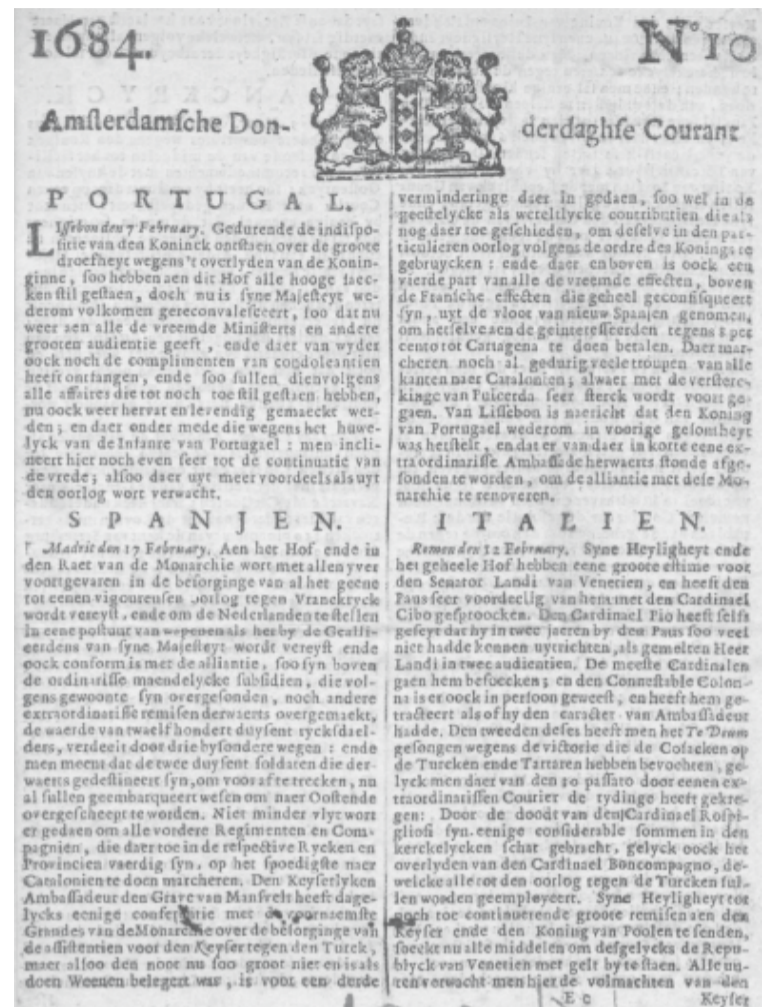 1684.
N° 10
Amsterdamsche Don-
derdaghse Courant
PORTUGAL.
LIssebon den 7 February. Gedurende de indispo-
sitie van den Koninck ontstaen over de groote
droefheyt wegens 't overlyden van de Konin-
ginne, soo hebben aen dit Hof alle hooge saec-
ken stil gestaen, doch nu is syne Majesteyt we-
derom volkomen gereconvalesceert, soo dat nu
weer aen alle de vreemde Ministers en andere
grooten audientie geeft, ende daer van wyder
oock noch de complimenten van condoleantien
heeft ontfangen, ende soo sullen dienvolgens
alle affaires die tot noch toe stil gestaen hebben,
nu oock weer hervat en levendig gemaeckt wer-
den; en daer onder mede die wegens het huwe-
lyck van de Infante van Portugael: men incli-
neert hier noch even seer tot de continuatie van
de vrede; alsoo daer uyt meer voordeels als uyt
den oorlog wort verwacht.
SPANJEN.
Madrit den 17 February. Aen het Hof ende in
den Raet van de Monarchie wort met allen yver
voortgevaren in de besorginge van al het geene
tot eenen vigoureusen oorlog tegen Vranckryck
wordt vereyst, ende om de Nederlanden te stellen
in eene postuur van wopenen als her by de Gealli-
eerdens van syne Majesteyt wordt vereyst ende
oock conform is met de alliantie, soo syn boven
de ordinarisse maendelycke subsidien, die vol-
gens gewoonte syn overgesonden, noch andere
extraordinarisse remisen derwaerts overgemaekt,
de waerde van twaelf hondert duysent rycksdael-
ders, verdeelt door drie bysondere wegen: ende
men meent dat de twee duysent soldaten die der-
waerts gedestineert syn, om voor af te trecken, nu
al sullen geembarqueert wesen om naer Oostende
overgescheept te worden. Niet minder vlyt wort
er gedaen om alle vordere Regimenten en Com-
pagnien, die daer toe in de respective Rycken en
Provincien vaerdig syn, op het spoedigste naer
Catalonien te doen marcheren. Den Keyserlyken
Ambassadeur den Grave van Mansvelt heeft dage-
lycks eenige conferentie met de voornaemste
Grandes van de Monarchie over de besorginge van
de assistentien voor den Keyser tegen den Turck,
maer alsoo den noot nu soo groot niet en is als
doen Weenen belegert was, is voor een derde
verminderinge daer in gedaen, soo wel in de
geestelycke als wereltlycke contributien die als
nog daer toe geschieden, om deselve in den par-
ticulieren oorlog volgens de ordre des Konings te
gebruycken: ende daer en boven is oock een
vierde part van alle de vreemde effecten, boven
de Fransche effecten die geheel geconfisqueert
syn, uyt de vloot van nieuw Spanjen genomen,
om hetselve aen de geinteresseerden tegens 8 per
cento tot Cartagena te doen betalen. Daer mar-
cheren noch al gedurig veele troupen van alle
kanten naer Catalonien; alwaer met de verstere-
kinge van Puicerda seer sterck wordt voort ge-
gaen. Van Lissebon is naericht dat den Koning
van Portugael wederom in voorige gesontheyt
was herstelt, en dat er van daer in korte eene ex-
traordinarisse Ambassade herwaerts stonde afge-
sonden te worden, om de alliantie met dese Mo-
narchie te renoveren.
ITALIEN.
Romen den 12 February. Syne Heyligheyt ende
het geheele Hof hebben eene groote estime voor
den Senator Landi van Venetien, en heeft den
Paus seer voordeelig van hem met den Cardinael
Cibo gesproocken. Den Cardinael Pio heeft selfs
geseyt dat hy in twee jaeren by den Paus soo veel
niet hadde konnen uytrichten, als gemelten Heer
Landi in twee audientien. De meeste Cardinalen
gaen hem besoecken; en den Connestable Colon-
na is er oock in persoon geweest, en heeft hem ge-
tracteert als of hy den caracter van Ambassadeur
hadde. Den tweeden deses heeft men het Te Deum
gesongen wegens de victorie die de Cosacken op
de Turcken ende Tartaren hebben bevochten, ge-
lyck men daer van den 30 passato door eenen ex-
traordinarissen Courier de tydinge heeft gekre-
gen: Door de doodt van den Cardinael Rospi-
gliosi syn eenige considerable sommen in den
kerckelycken schat gebracht, gelyck oock het
overlyden van den Cardinael Boncompagno, de-
welcke alle tot den oorlog tegen de Turcken sul-
len worden geemployeert. Syne Heyligheyt tot
noch toe continuerende groote remisen aen den
Keyser ende den Koning van Poolen te senden,
soeckt nu alle middelen om desgelycks de Repu-
blyck van Venetien met gelt by te staen. Alle uu-
ren verwacht men hier de volmachten van den
E c
Keyser